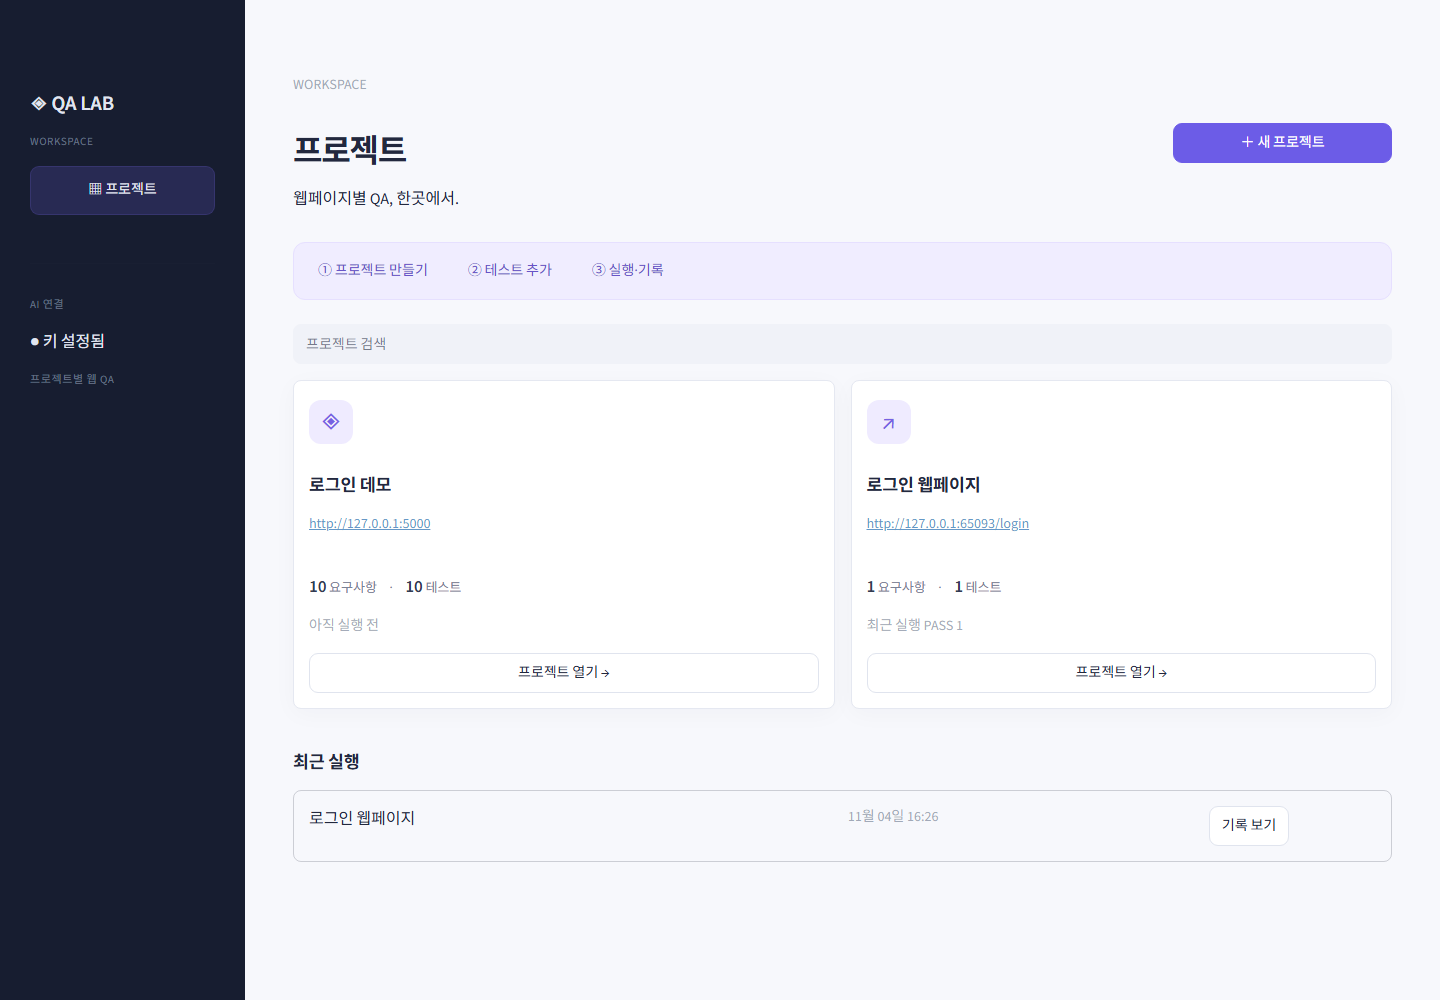 ◈ QA LAB
WORKSPACE
▦ 프로젝트
AI 연결
● 키 설정됨
프로젝트별 웹 QA
WORKSPACE
프로젝트
＋ 새 프로젝트
웹페이지별 QA, 한곳에서.
① 프로젝트 만들기 ② 테스트 추가 ③ 실행·기록
프로젝트 검색
◈
로그인 데모
http://127.0.0.1:5000
10 요구사항 · 10 테스트
아직 실행 전
프로젝트 열기 →
↗
로그인 웹페이지
http://127.0.0.1:65093/login
1 요구사항 · 1 테스트
최근 실행 PASS 1
프로젝트 열기 →
최근 실행
로그인 웹페이지 11월 04일 16:26 기록 보기